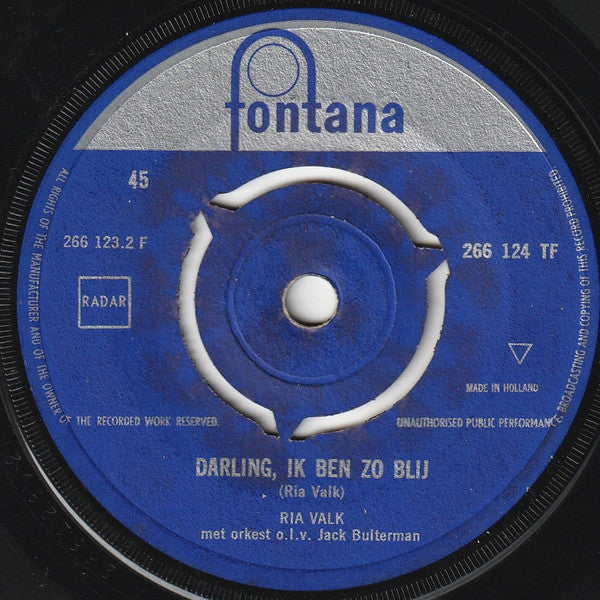 fontana
45
266 123.2 F
266 124 TF
RADAR
MADE IN HOLLAND
ALL RIGHTS OF THE MANUFACTURER AND OF THE OWNER OF THE RECORDED WORK RESERVED.
UNAUTHORISED PUBLIC PERFORMANCE, BROADCASTING AND COPYING OF THIS RECORD PROHIBITED.
DARLING, IK BEN ZO BLIJ
(Ria Valk)
RIA VALK
met orkest o.l.v. Jack Bulterman